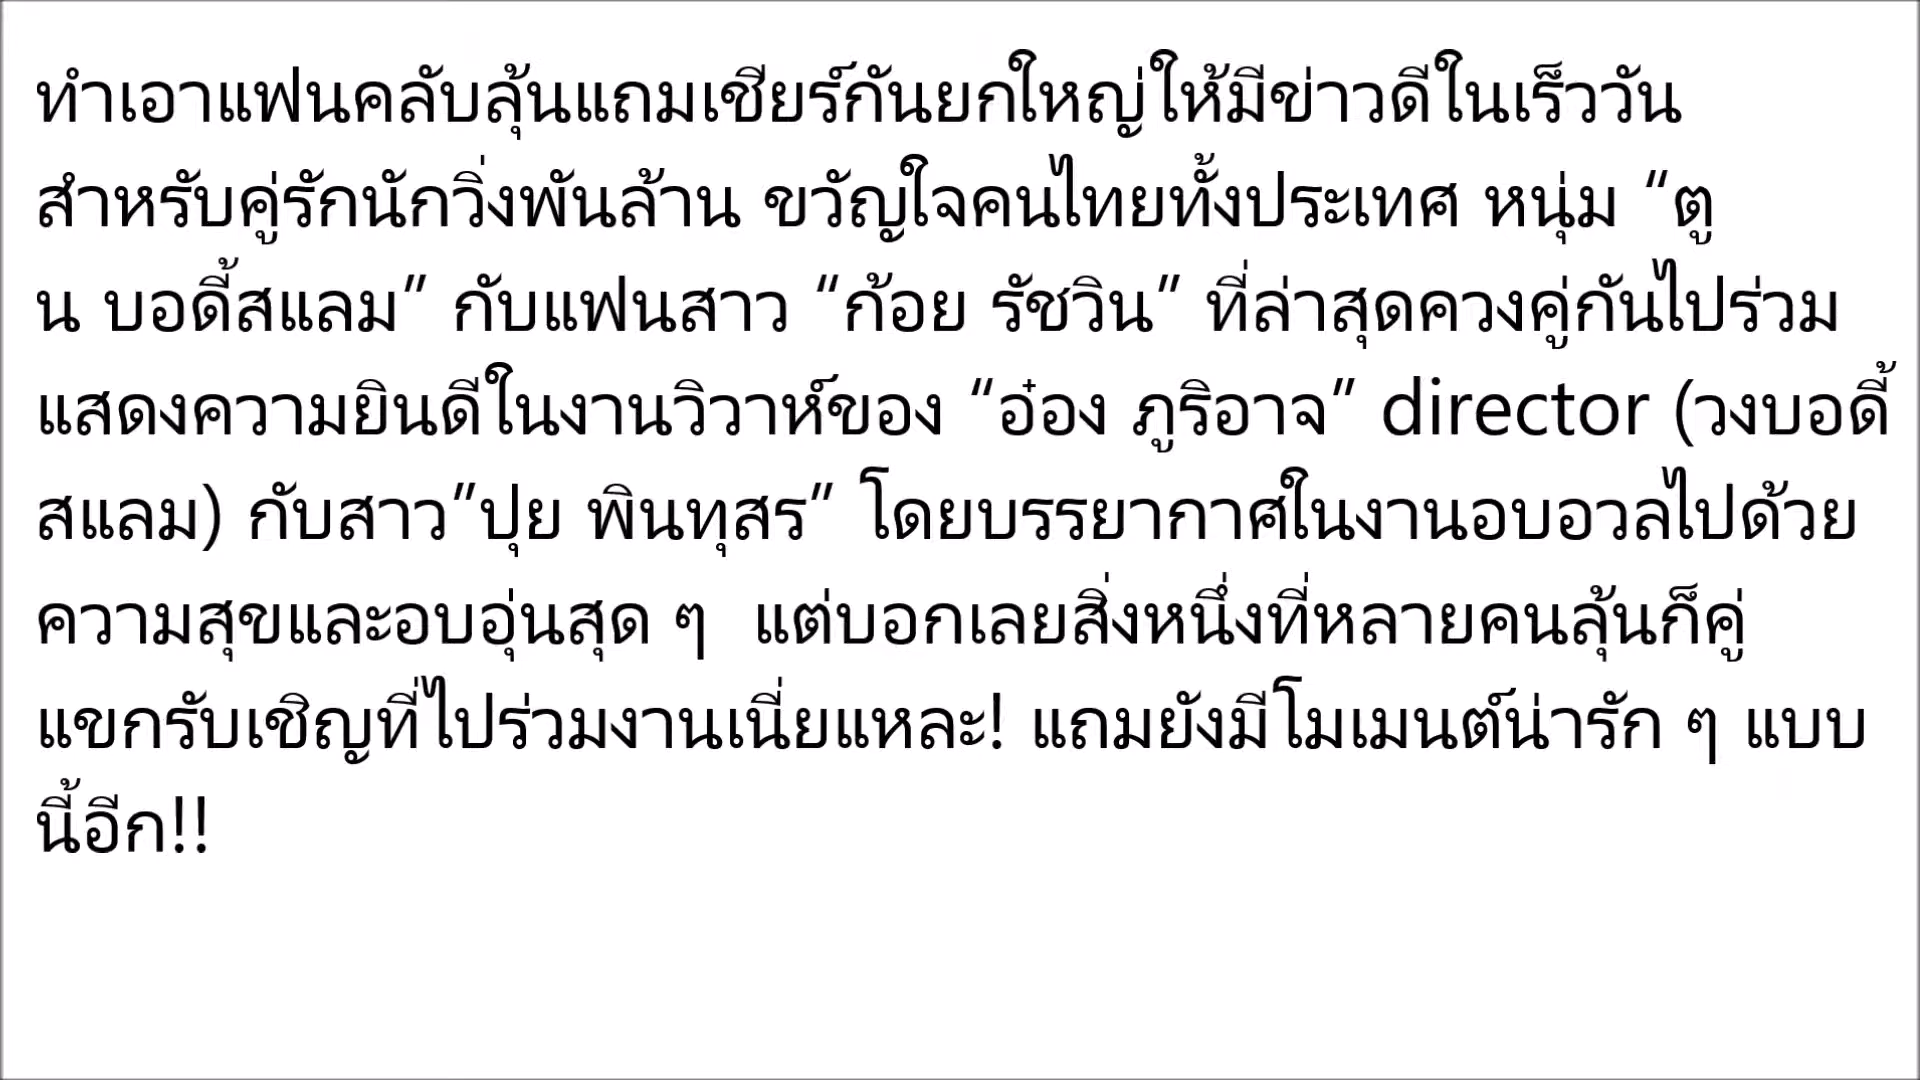 ทำเอาแฟนคลับลุ้นแถมเชียร์กันยกใหญ่ให้มีข่าวดีในเร็ววัน
สำหรับคู่รักนักวิ่งพันล้าน ขวัญใจคนไทยทั้งประเทศ หนุ่ม “ตู
น บอดี้สแลม” กับแฟนสาว “ก้อย รัชวิน” ที่ล่าสุดควงคู่กันไปร่วม
แสดงความยินดีในงานวิวาห์ของ “อ๋อง ภูริอาจ” director (วงบอดี้
สแลม) กับสาว”ปุย พินทุสร” โดยบรรยากาศในงานอบอวลไปด้วย
ความสุขและอบอุ่นสุด ๆ  แต่บอกเลยสิ่งหนึ่งที่หลายคนลุ้นก็คู่
แขกรับเชิญที่ไปร่วมงานเนี่ยแหละ! แถมยังมีโมเมนต์น่ารัก ๆ แบบ
นี้อีก!!